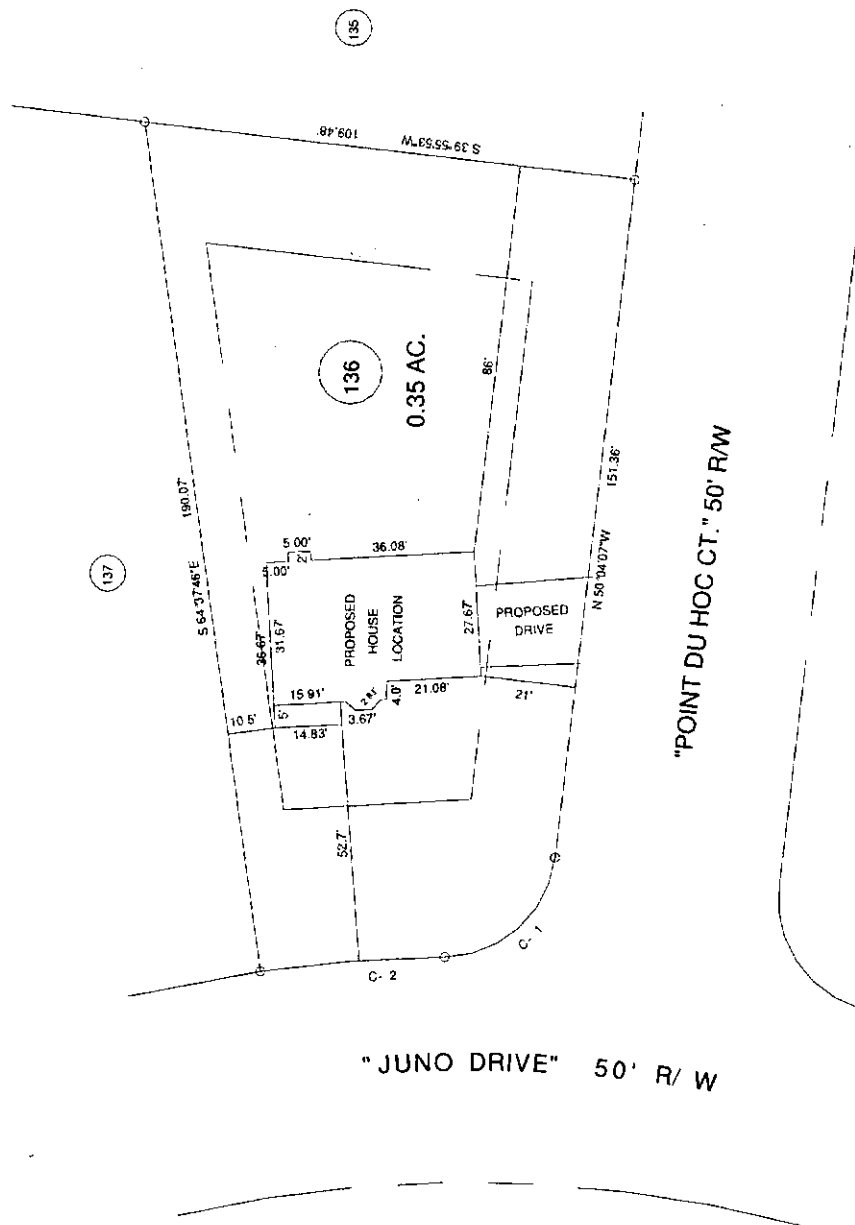 135
S 39°55'53"W 109.48'
190.07'
S 64°37'46"E
137
136
0.35 AC.
86'
151.36'
N 50°04'07"W
5.00'
2'
5.00'
36.08'
36.67'
31.67'
PROPOSED
HOUSE
LOCATION
27.67'
PROPOSED
DRIVE
15.91'
5'
14.83'
3.67'
4.0'
21.08'
21'
10.5'
52.7'
C- 1
C- 2
"POINT DU HOC CT." 50' R/W
"JUNO DRIVE" 50' R/ W